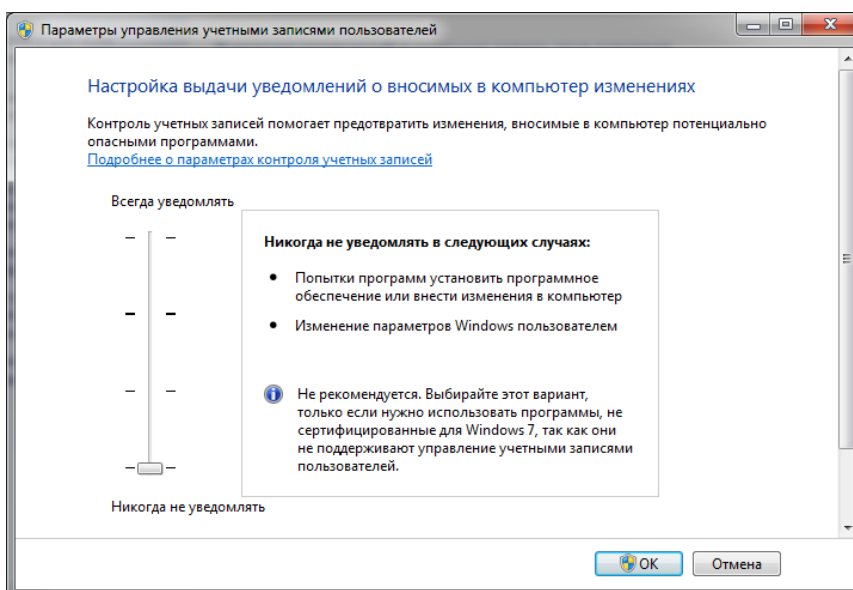 Параметры управления учетными записями пользователей
Настройка выдачи уведомлений о вносимых в компьютер изменениях
Контроль учетных записей помогает предотвратить изменения, вносимые в компьютер потенциально
опасными программами.
Подробнее о параметрах контроля учетных записей
Всегда уведомлять
Никогда не уведомлять в следующих случаях:
Попытки программ установить программное
обеспечение или внести изменения в компьютер
Изменение параметров Windows пользователем
Не рекомендуется. Выбирайте этот вариант,
только если нужно использовать программы, не
сертифицированные для Windows 7, так как они
не поддерживают управление учетными записями
пользователей.
Никогда не уведомлять
OK
Отмена